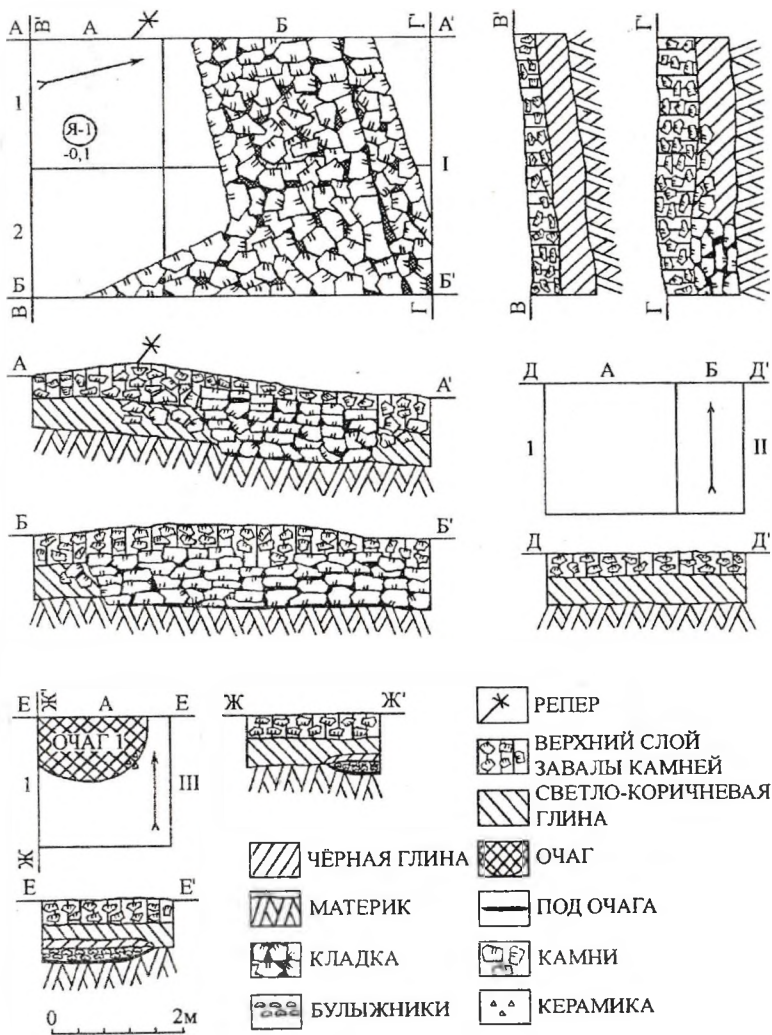 А В' А Б Г' А'
1
Я-1
-0,1
I
2
Б Б'
В Г
В' Г'
В Г
А А'
Д А Б Д'
1 II
Б Б'
Д Д'
Е Ж' А Е
ОЧАГ 1
1 III
Ж
Ж Ж'
Е Е'
0 2м
РЕПЕР
ВЕРХНИЙ СЛОЙ
ЗАВАЛЫ КАМНЕЙ
СВЕТЛО-КОРИЧНЕВАЯ
ГЛИНА
ЧЁРНАЯ ГЛИНА
ОЧАГ
МАТЕРИК
ПОД ОЧАГА
КЛАДКА
КАМНИ
БУЛЫЖНИКИ
КЕРАМИКА